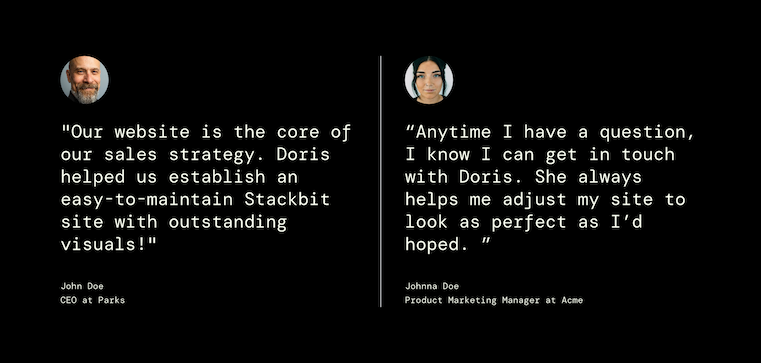 "Our website is the core of
our sales strategy. Doris
helped us establish an
easy-to-maintain Stackbit
site with outstanding
visuals!"
John Doe
CEO at Parks
“Anytime I have a question,
I know I can get in touch
with Doris. She always
helps me adjust my site to
look as perfect as I’d
hoped. ”
Johnna Doe
Product Marketing Manager at Acme